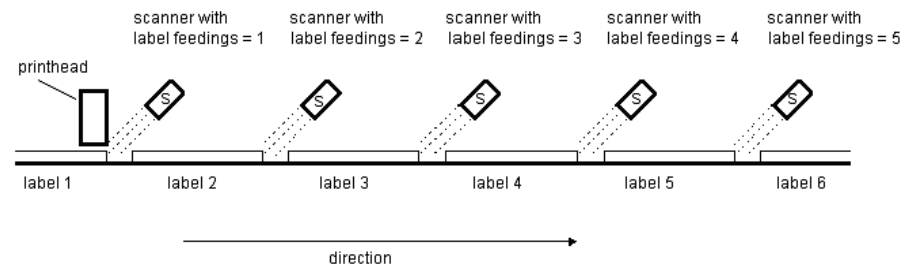 scanner with
label feedings = 1
scanner with
label feedings = 2
scanner with
label feedings = 3
scanner with
label feedings = 4
scanner with
label feedings = 5
printhead
S
S
S
S
S
label 1
label 2
label 3
label 4
label 5
label 6
direction